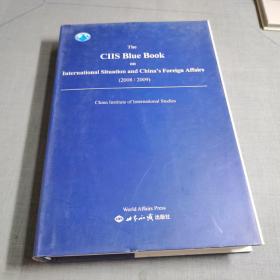 The
CIIS Blue Book
on
International Situation and China's Foreign Affairs
(2008 / 2009)
China Institute of International Studies
World Affairs Press
世界知识出版社